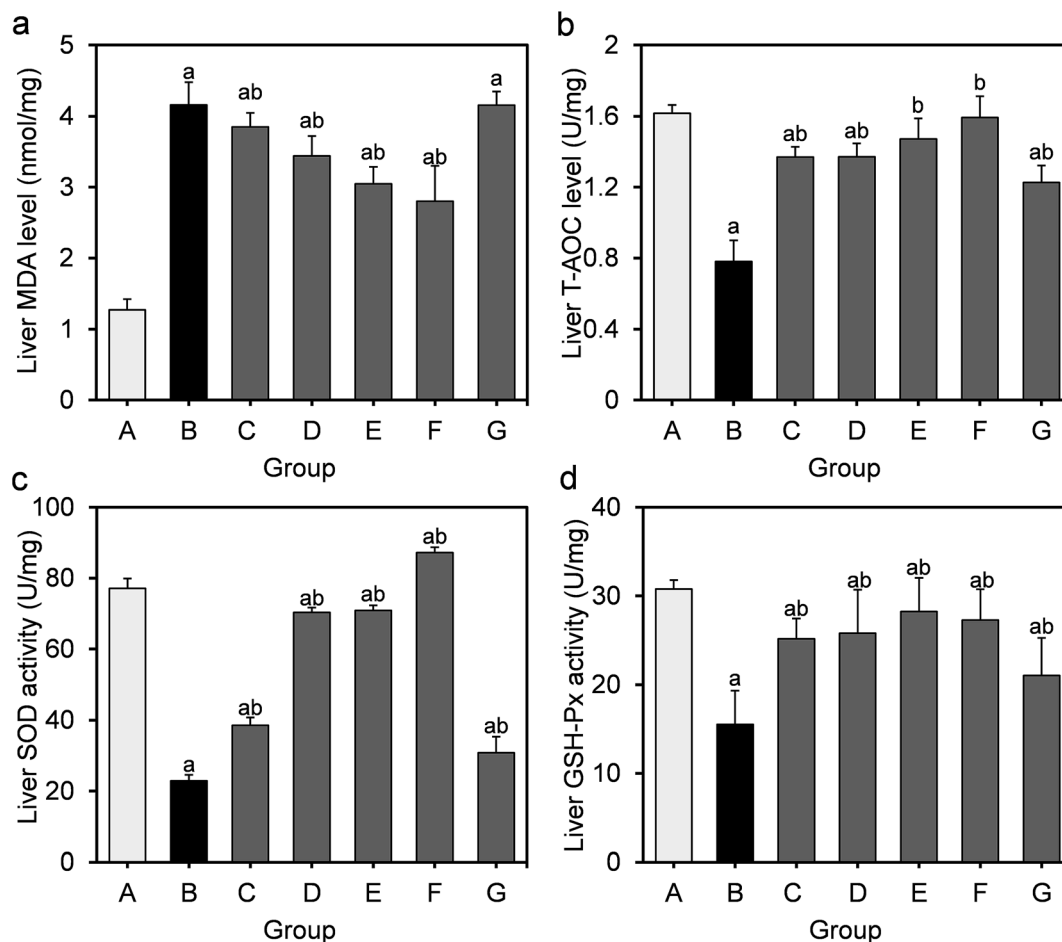 a
Liver MDA level (nmol/mg)
5
4
3
2
1
0
a
ab
ab
ab
ab
a
A B C D E F G
Group
b
Liver T-AOC level (U/mg)
2
1.6
1.2
0.8
0.4
0
a
ab
ab
b
b
ab
A B C D E F G
Group
c
Liver SOD activity (U/mg)
100
80
60
40
20
0
a
ab
ab
ab
ab
ab
A B C D E F G
Group
d
Liver GSH-Px activity (U/mg)
40
30
20
10
0
a
ab
ab
ab
ab
ab
A B C D E F G
Group